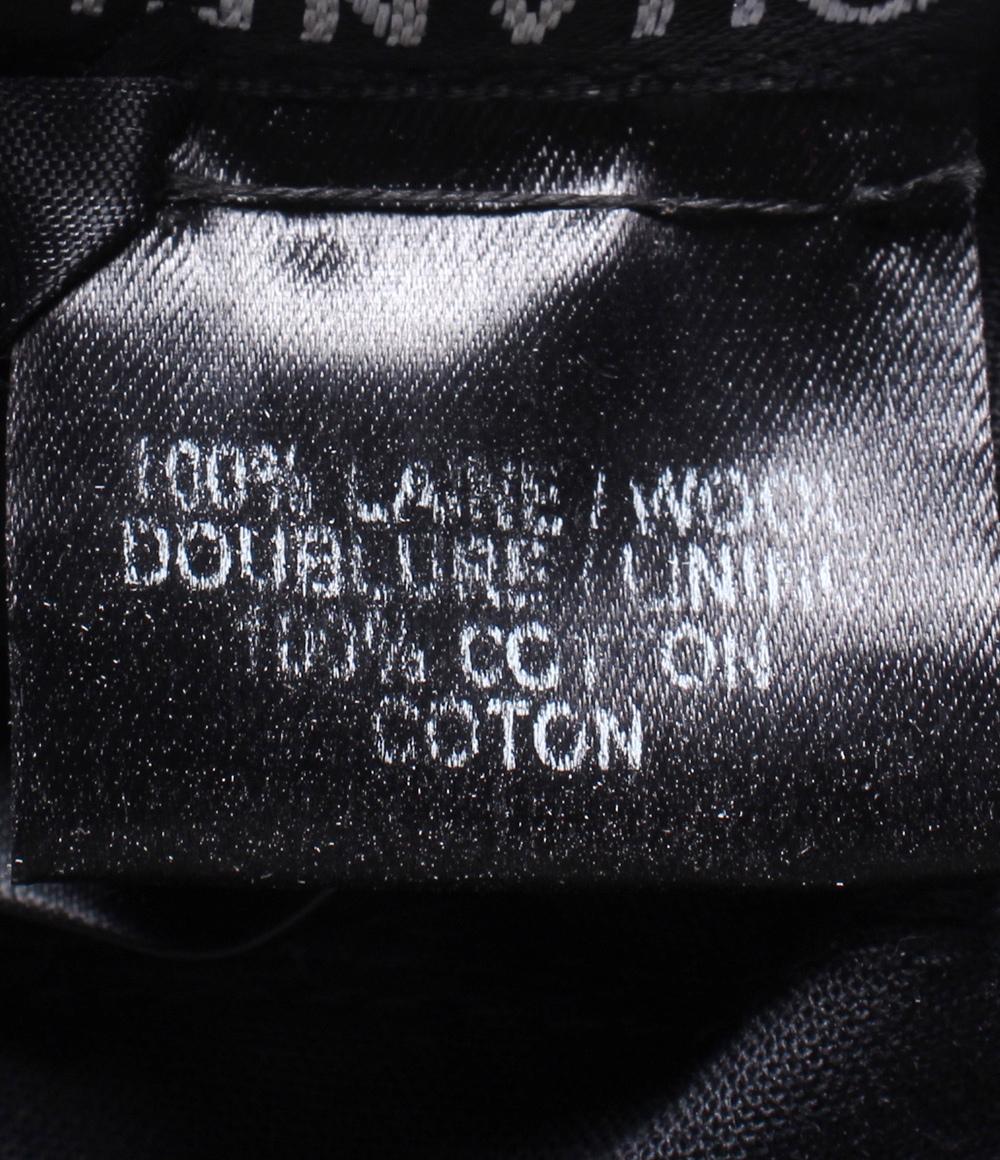 100% LAINE / WOOL
DOUBLURE / LINING
100% COTTON
COTON